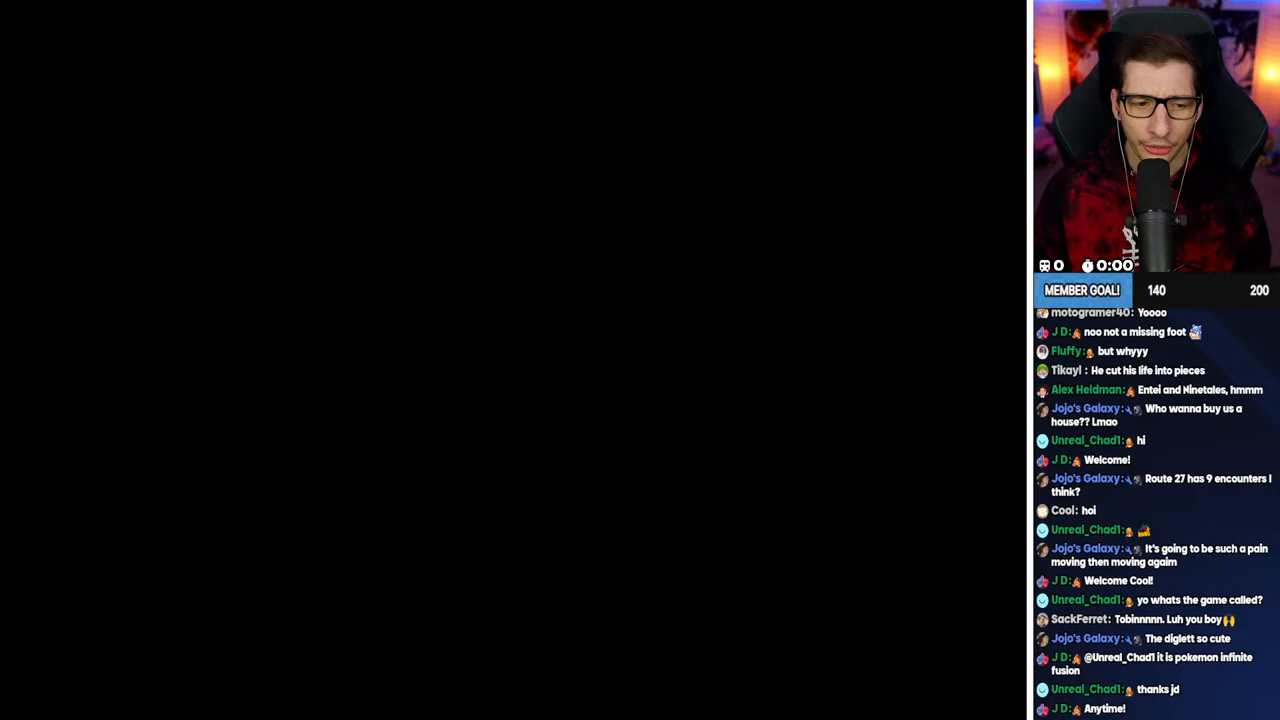 0 0:00
MEMBER GOAL! 140 200
motogramer40: Yoooo
J D: noo not a missing foot
Fluffy: but whyyy
Tikayl : He cut his life into pieces
Alex Heldman: Entei and Ninetales, hmmm
Jojo's Galaxy: Who wanna buy us a
house?? Lmao
Unreal_Chad1: hi
J D: Welcome!
Jojo's Galaxy: Route 27 has 9 encounters I
think?
Cool: hoi
Unreal_Chad1:
Jojo's Galaxy: It's going to be such a pain
moving then moving agaim
J D: Welcome Cool!
Unreal_Chad1: yo whats the game called?
SackFerret: Tobinnnnn. Luh you boy
Jojo's Galaxy: The diglett so cute
J D: @Unreal_Chad1 it is pokemon infinite
fusion
Unreal_Chad1: thanks jd
J D: Anytime!